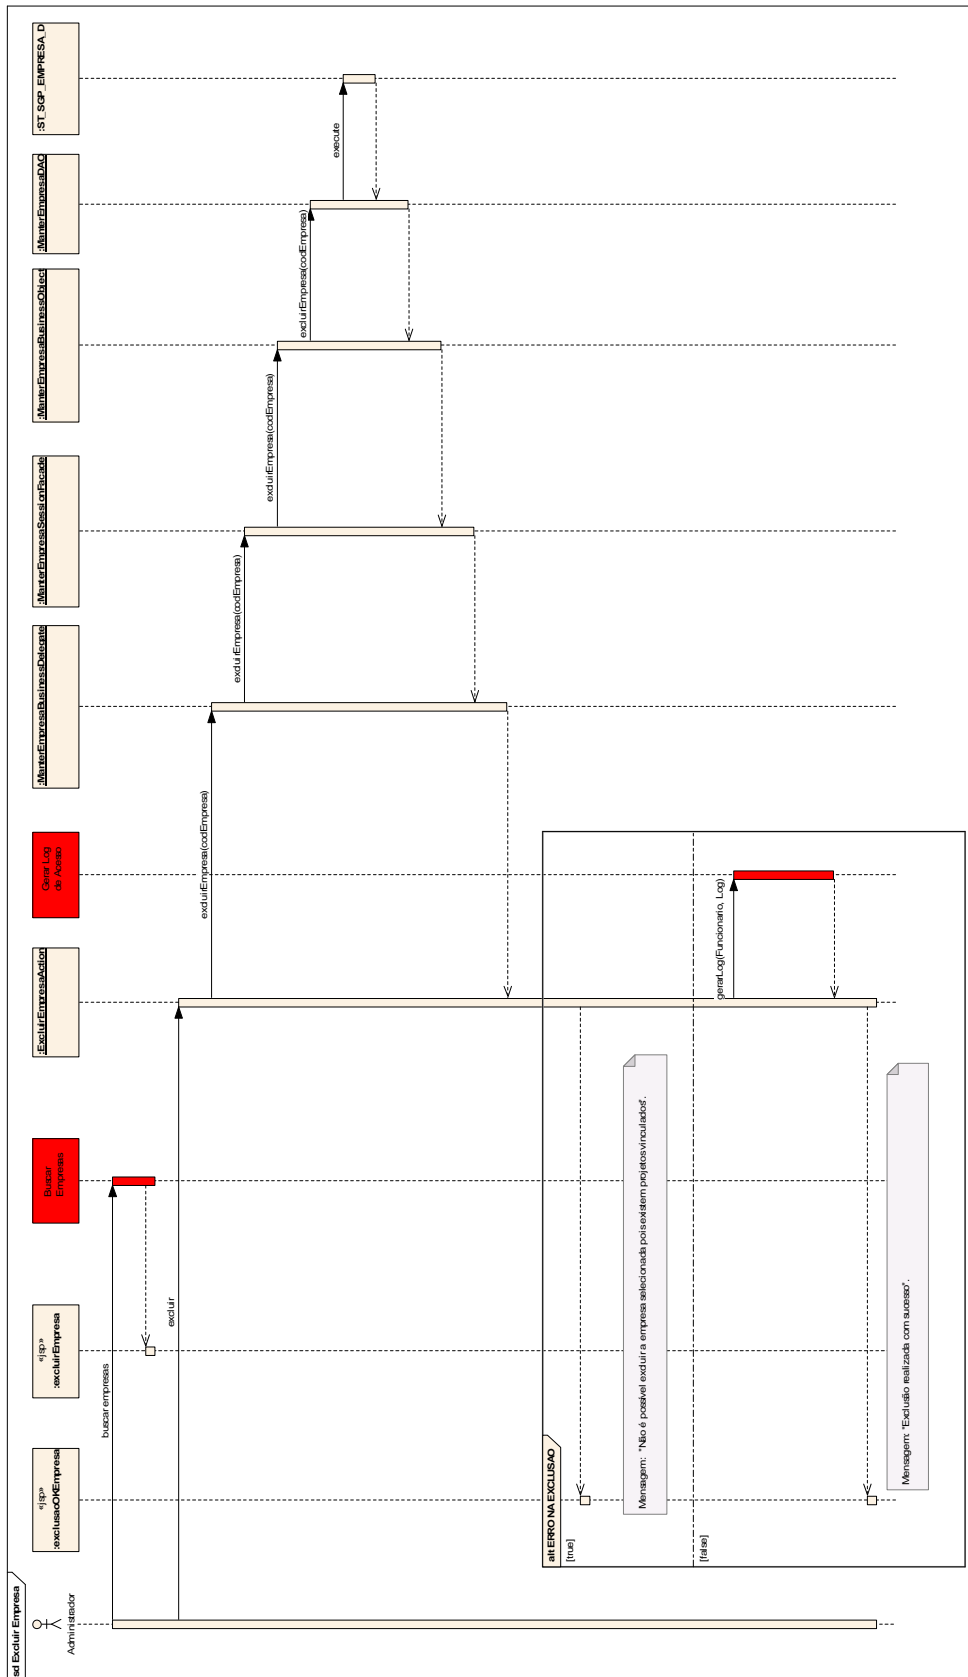 sd Excluir Empresa
Administrador
«jsp»
:exclusaoOKEmpresa
«jsp»
:excluirEmpresa
Buscar
Empresas
:ExcluirEmpresaAction
Gerar Log
de Acesso
:ManterEmpresaBusinessDelegate
:ManterEmpresaSessionFacade
:ManterEmpresaBusinessObject
:ManterEmpresaDAO
:ST_SGP_EMPRESA_D
buscar empresas
excluir
excluirEmpresa(codEmpresa)
excluirEmpresa(codEmpresa)
excluirEmpresa(codEmpresa)
excluirEmpresa(codEmpresa)
execute
alt ERRO NA EXCLUSAO
[true]
Mensagem: "Não é possível excluir a empresa selecionada pois existem projetos vinculados".
[false]
gerarLog(Funcionario, Log)
Mensagem: "Exclusão realizada com sucesso".